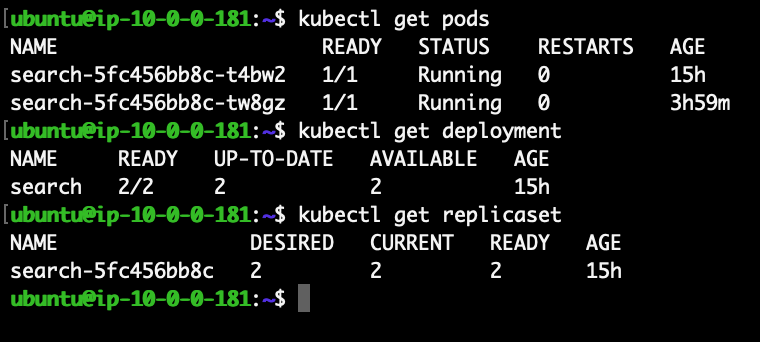 [ubuntu@ip-10-0-0-181:~$ kubectl get pods
NAME                      READY   STATUS    RESTARTS   AGE
search-5fc456bb8c-t4bw2   1/1     Running   0          15h
search-5fc456bb8c-tw8gz   1/1     Running   0          3h59m
[ubuntu@ip-10-0-0-181:~$ kubectl get deployment
NAME     READY   UP-TO-DATE   AVAILABLE   AGE
search   2/2     2            2           15h
[ubuntu@ip-10-0-0-181:~$ kubectl get replicaset
NAME                DESIRED   CURRENT   READY   AGE
search-5fc456bb8c   2         2         2       15h
ubuntu@ip-10-0-0-181:~$